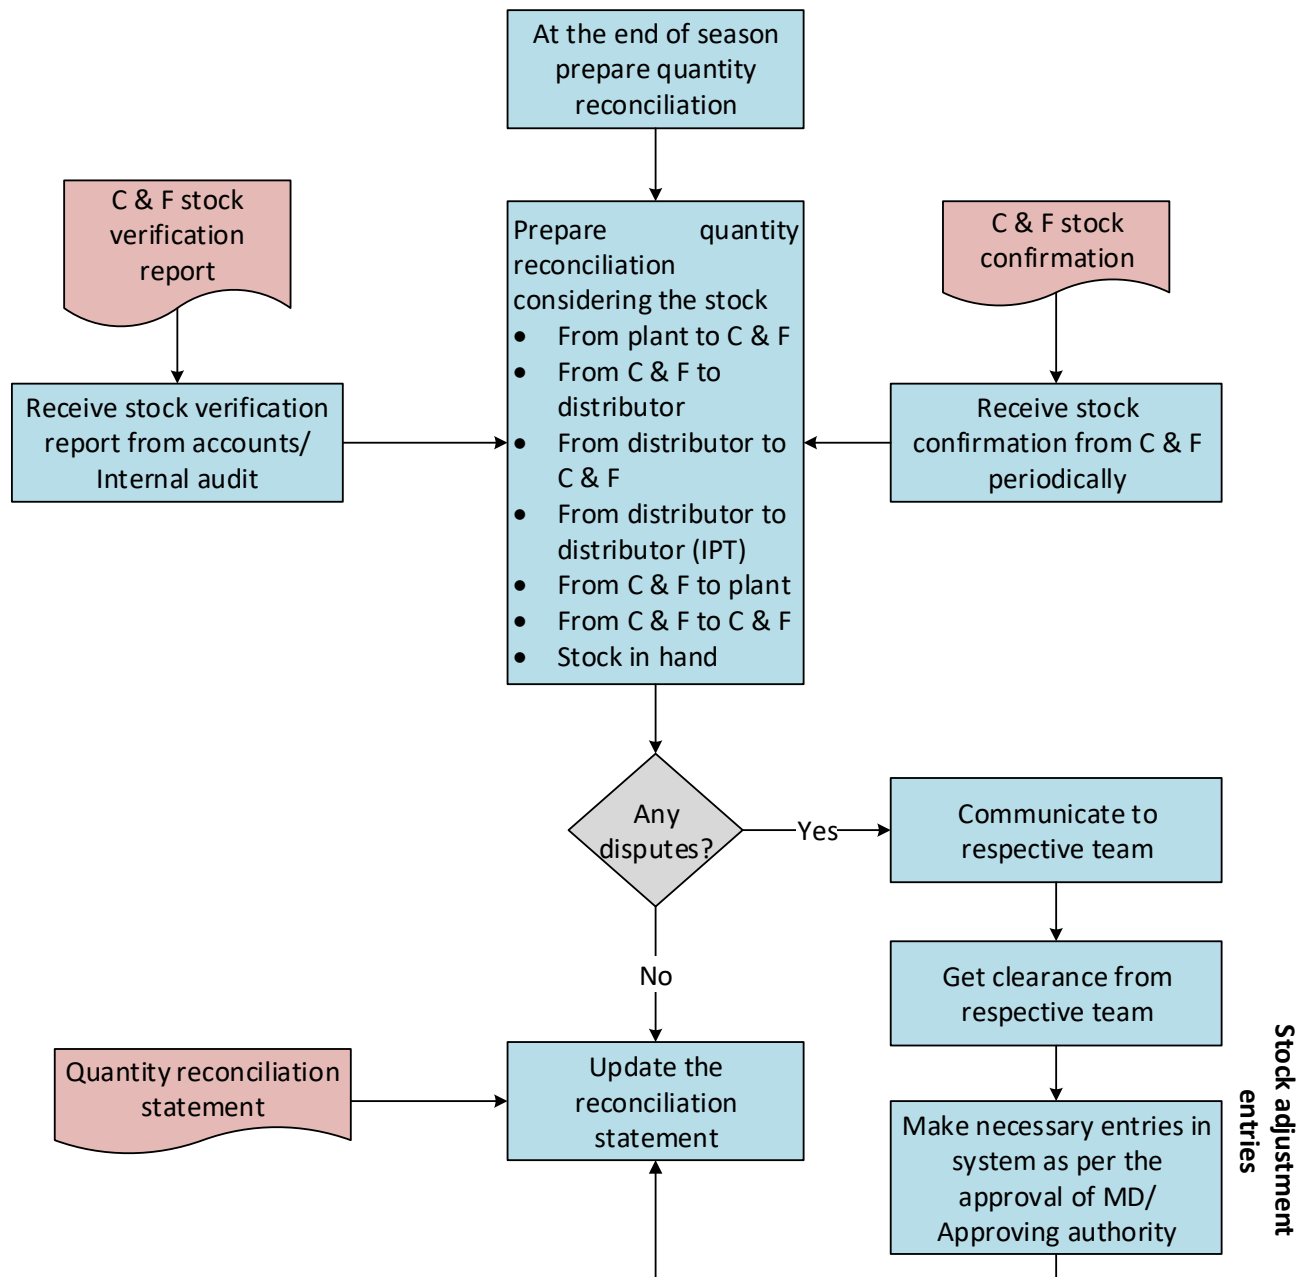 At the end of season
prepare quantity
reconciliation
C & F stock
verification
report
Prepare quantity
reconciliation
considering the stock
• From plant to C & F
• From C & F to
distributor
• From distributor to
C & F
• From distributor to
distributor (IPT)
• From C & F to plant
• From C & F to C & F
• Stock in hand
C & F stock
confirmation
Receive stock verification
report from accounts/
Internal audit
Receive stock
confirmation from C & F
periodically
Any
disputes?
Yes
Communicate to
respective team
No
Get clearance from
respective team
Quantity reconciliation
statement
Update the
reconciliation
statement
Make necessary entries in
system as per the
approval of MD/
Approving authority
Stock adjustment
entries